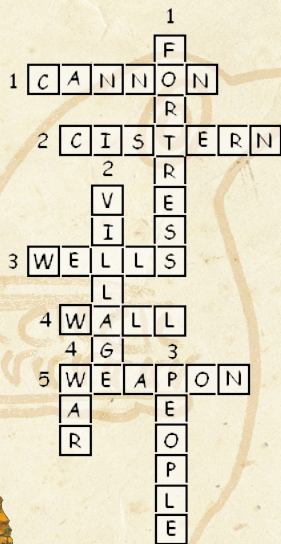 1
F
1 CANNON
R
2 CISTERN
2 R
V E
I S
3 WELLS
L
4 WALL
4 G 3
5 WEAPON
A E
R O
P
L
E